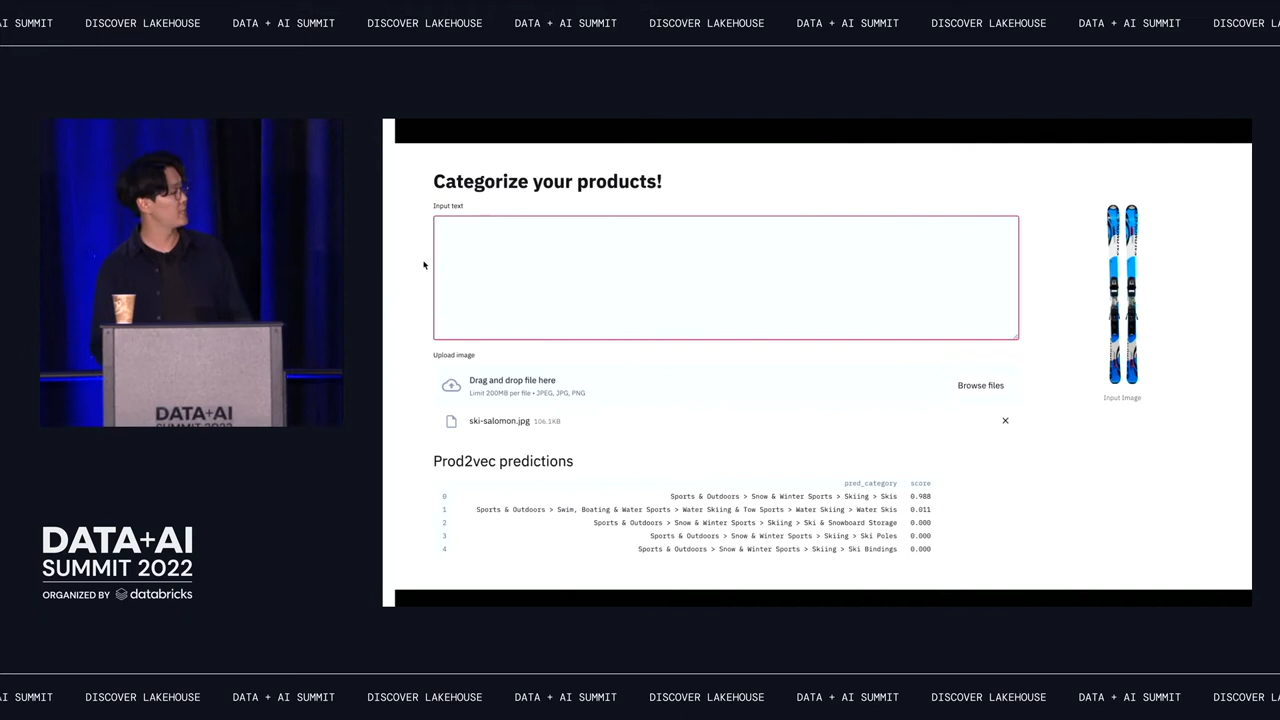 AI SUMMIT DISCOVER LAKEHOUSE DATA + AI SUMMIT DISCOVER LAKEHOUSE DATA + AI SUMMIT DISCOVER LAKEHOUSE DATA + AI SUMMIT DISCOVER LAKEHOUSE DATA + AI SUMMIT DISCOVER L
Categorize your products!
Input text
Upload image
Drag and drop file here
Limit 200MB per file • JPEG, JPG, PNG
Browse files
ski-salomon.jpg 106.1KB
Input Image
Prod2vec predictions
pred_category score
0 Sports & Outdoors > Snow & Winter Sports > Skiing > Skis 0.988
1 Sports & Outdoors > Swim, Boating & Water Sports > Water Skiing & Tow Sports > Water Skiing > Water Skis 0.011
2 Sports & Outdoors > Snow & Winter Sports > Skiing > Ski & Snowboard Storage 0.000
3 Sports & Outdoors > Snow & Winter Sports > Skiing > Ski Poles 0.000
4 Sports & Outdoors > Snow & Winter Sports > Skiing > Ski Bindings 0.000
DATA+AI
SUMMIT 2022
DATA+AI
SUMMIT 2022
ORGANIZED BY databricks
AI SUMMIT DISCOVER LAKEHOUSE DATA + AI SUMMIT DISCOVER LAKEHOUSE DATA + AI SUMMIT DISCOVER LAKEHOUSE DATA + AI SUMMIT DISCOVER LAKEHOUSE DATA + AI SUMMIT DISCOVER L